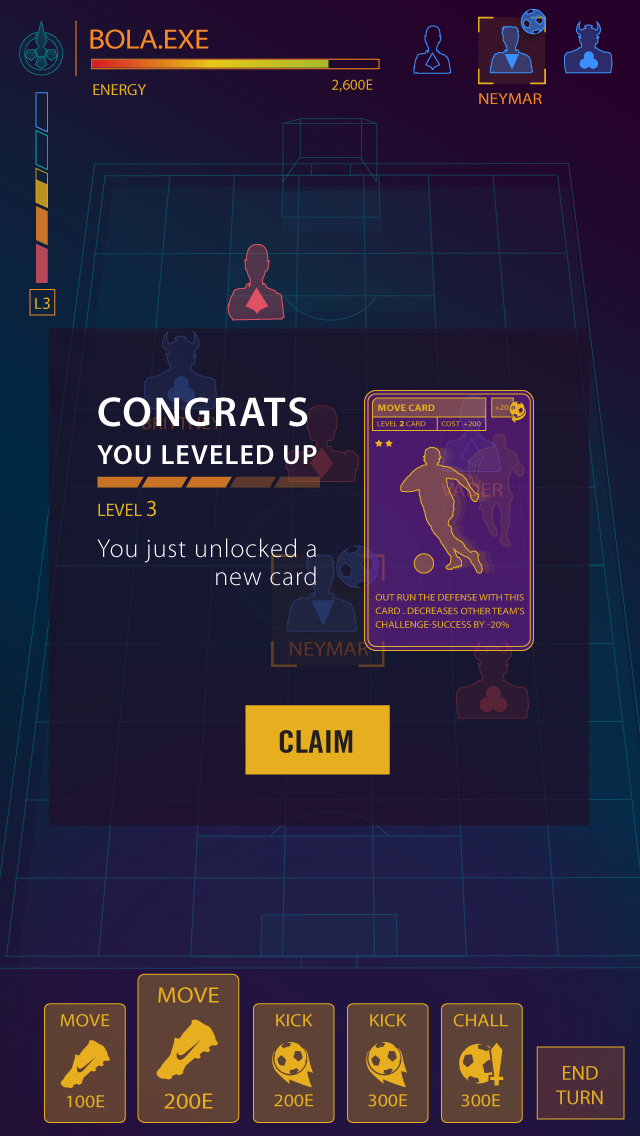 BOLA.EXE
ENERGY
2,600E
NEYMAR
L3
CONGRATS
YOU LEVELED UP
LEVEL 3
You just unlocked a
new card
MOVE CARD
+20
LEVEL 2 CARD
COST +200
VADER
OUT RUN THE DEFENSE WITH THIS
CARD . DECREASES OTHER TEAM'S
CHALLENGE-SUCCESS BY -20%
NEYMAR
CLAIM
MOVE
100E
MOVE
200E
KICK
200E
KICK
300E
CHALL
300E
END
TURN